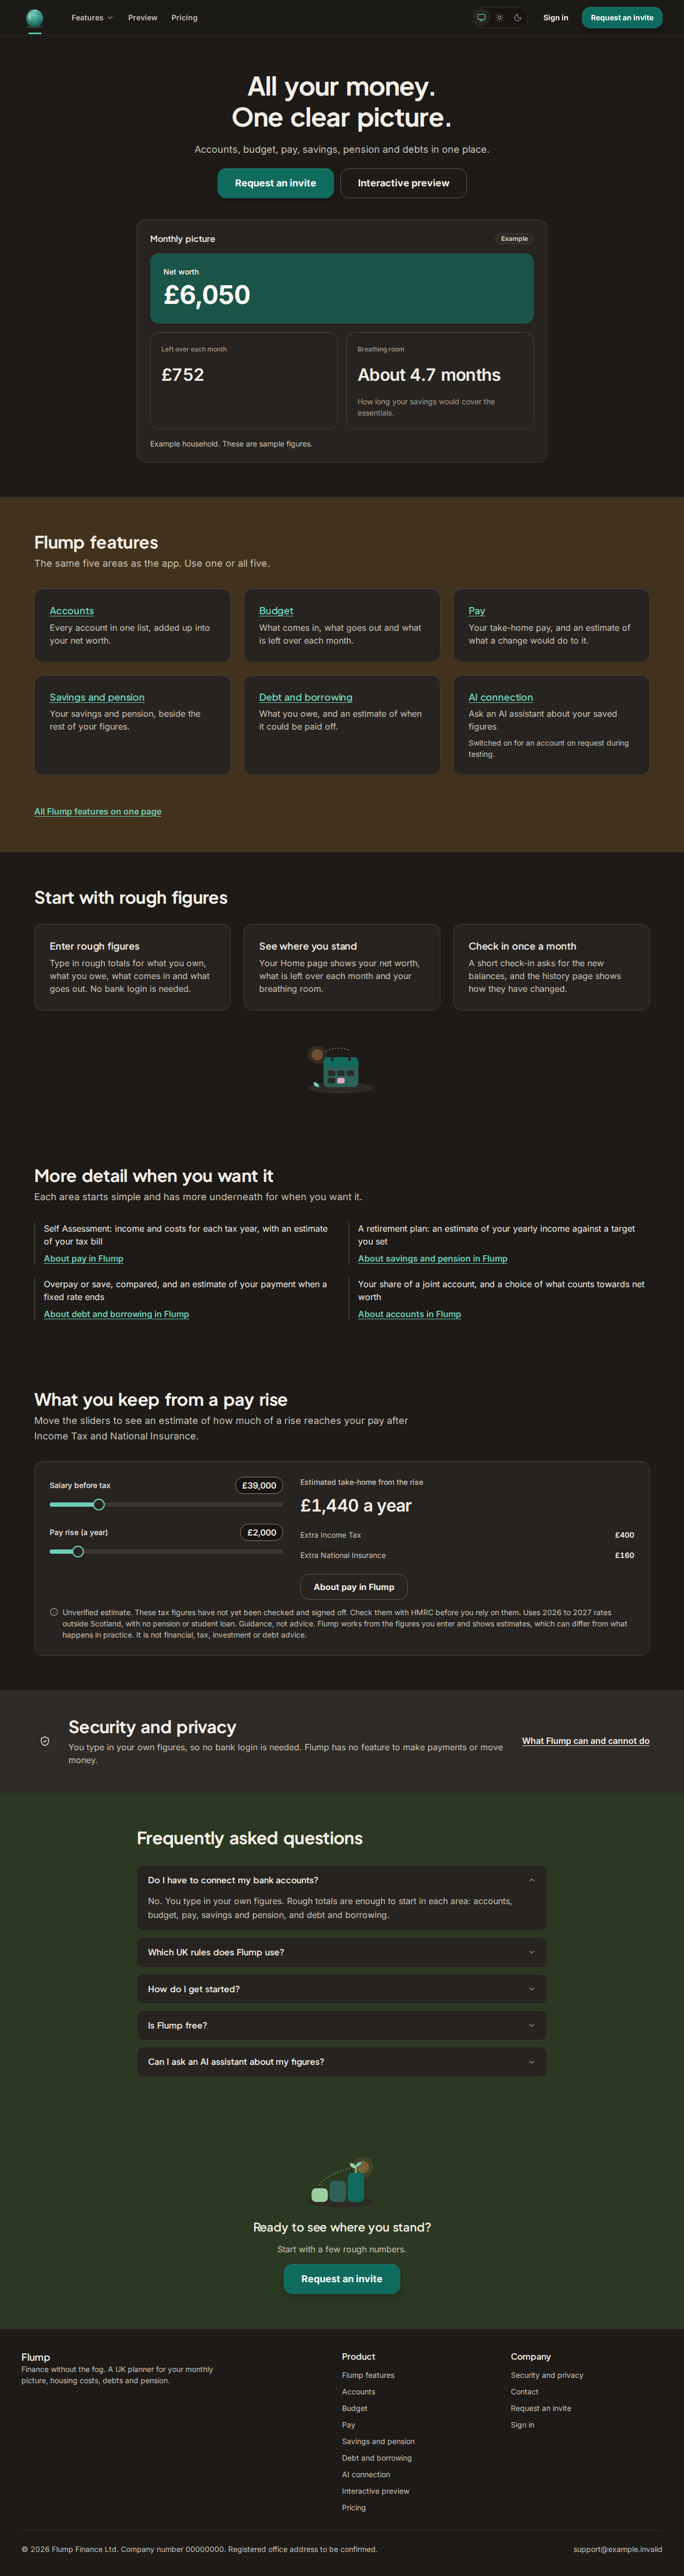 Features
Preview
Pricing
Sign in
Request an invite
All your money.
One clear picture.
Accounts, budget, pay, savings, pension and debts in one place.
Request an invite
Interactive preview
Monthly picture
Example
Net worth
£6,050
Left over each month
£752
Breathing room
About 4.7 months
How long your savings would cover the
essentials.
Example household. These are sample figures.
Flump features
The same five areas as the app. Use one or all five.
Accounts
Every account in one list, added up into
your net worth.
Budget
What comes in, what goes out and what
is left over each month.
Pay
Your take-home pay, and an estimate of
what a change would do to it.
Savings and pension
Your savings and pension, beside the
rest of your figures.
Debt and borrowing
What you owe, and an estimate of when
it could be paid off.
AI connection
Ask an AI assistant about your saved
figures
Switched on for an account on request during
testing.
All Flump features on one page
Start with rough figures
Enter rough figures
Type in rough totals for what you own,
what you owe, what comes in and what
goes out. No bank login is needed.
See where you stand
Your Home page shows your net worth,
what is left over each month and your
breathing room.
Check in once a month
A short check-in asks for the new
balances, and the history page shows
how they have changed.
More detail when you want it
Each area starts simple and has more underneath for when you want it.
Self Assessment: income and costs for each tax year, with an estimate
of your tax bill
About pay in Flump
A retirement plan: an estimate of your yearly income against a target
you set
About savings and pension in Flump
Overpay or save, compared, and an estimate of your payment when a
fixed rate ends
About debt and borrowing in Flump
Your share of a joint account, and a choice of what counts towards net
worth
About accounts in Flump
What you keep from a pay rise
Move the sliders to see an estimate of how much of a rise reaches your pay after
Income Tax and National Insurance.
Salary before tax
£39,000
Pay rise (a year)
£2,000
Estimated take-home from the rise
£1,440 a year
Extra Income Tax
£400
Extra National Insurance
£160
About pay in Flump
Unverified estimate. These tax figures have not yet been checked and signed off. Check them with HMRC before you rely on them. Uses 2026 to 2027 rates
outside Scotland, with no pension or student loan. Guidance, not advice. Flump works from the figures you enter and shows estimates, which can differ from what
happens in practice. It is not financial, tax, investment or debt advice.
Security and privacy
You type in your own figures, so no bank login is needed. Flump has no feature to make payments or move
money.
What Flump can and cannot do
Frequently asked questions
Do I have to connect my bank accounts?
No. You type in your own figures. Rough totals are enough to start in each area: accounts,
budget, pay, savings and pension, and debt and borrowing.
Which UK rules does Flump use?
How do I get started?
Is Flump free?
Can I ask an AI assistant about my figures?
Ready to see where you stand?
Start with a few rough numbers.
Request an invite
Flump
Finance without the fog. A UK planner for your monthly
picture, housing costs, debts and pension.
Product
Flump features
Accounts
Budget
Pay
Savings and pension
Debt and borrowing
AI connection
Interactive preview
Pricing
Company
Security and privacy
Contact
Request an invite
Sign in
© 2026 Flump Finance Ltd. Company number 00000000. Registered office address to be confirmed.
support@example.invalid